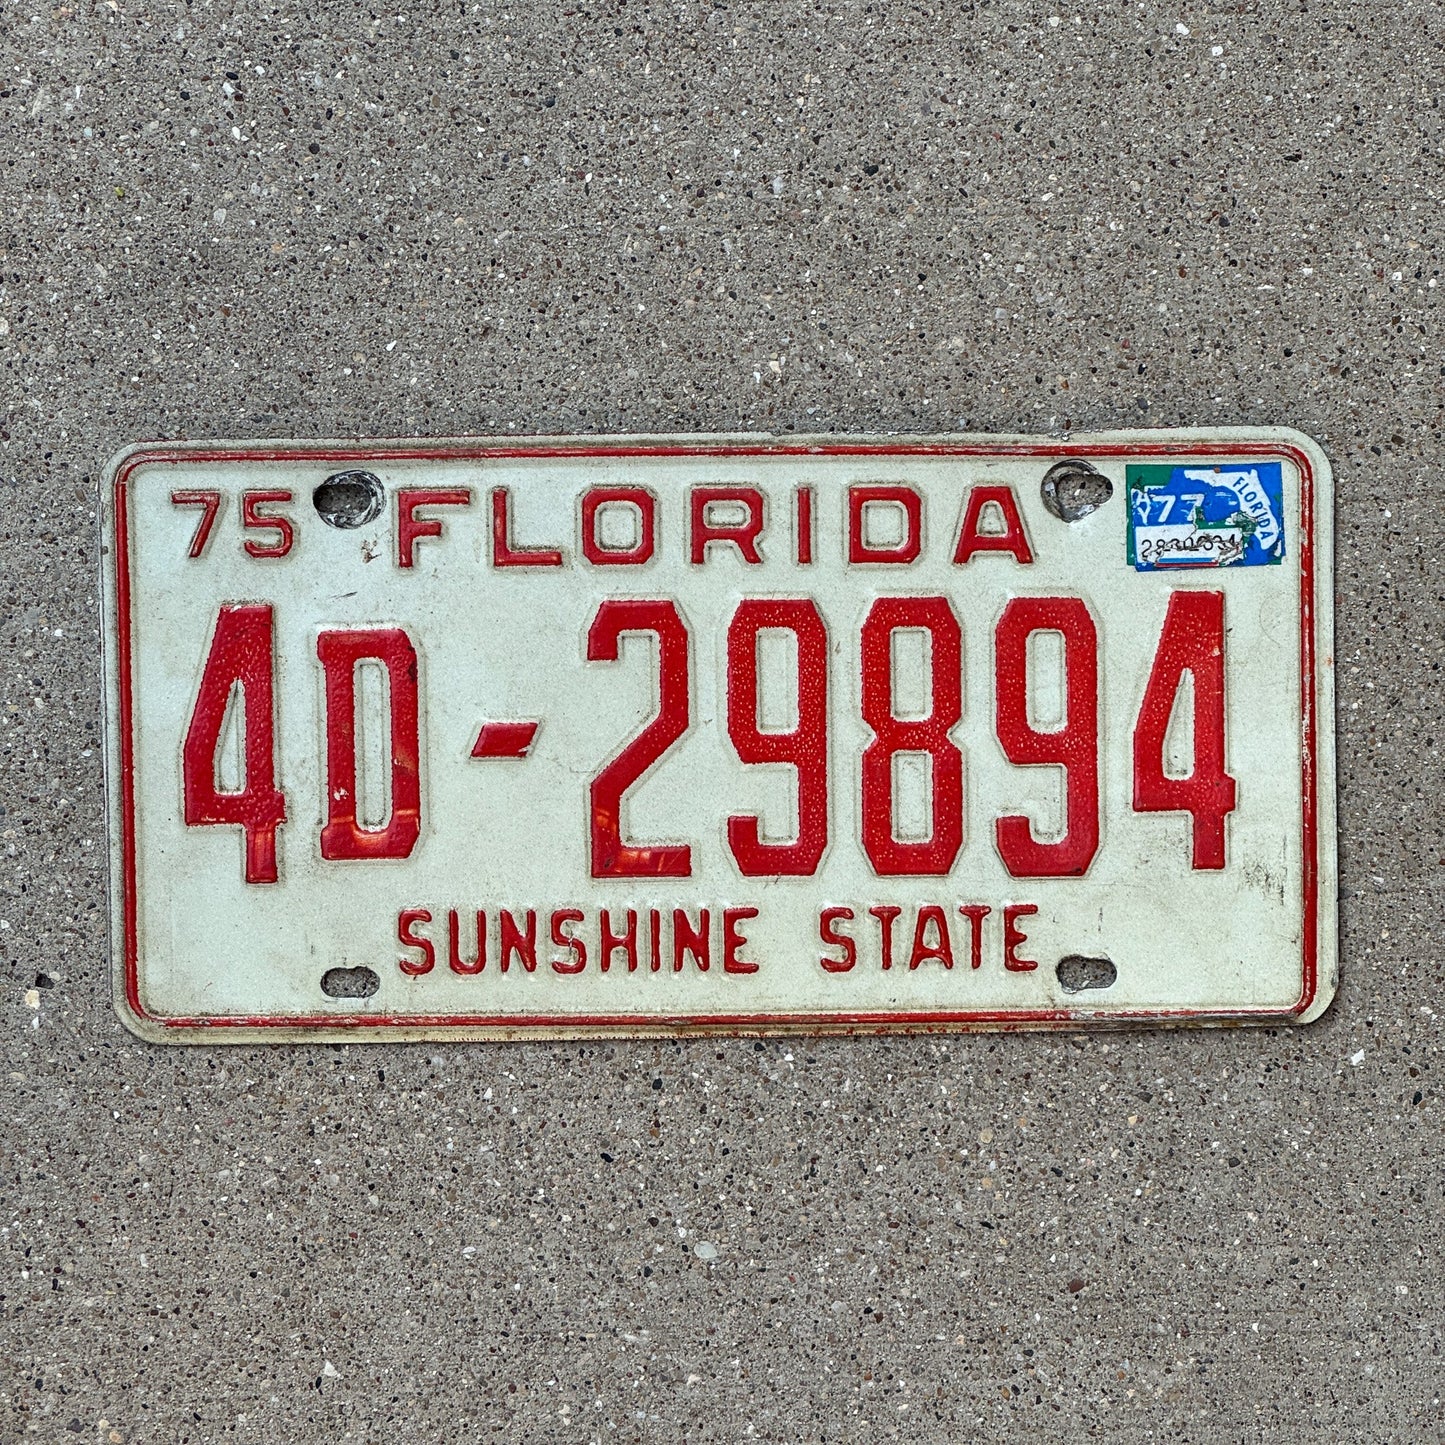 75 FLORIDA
77 FLORIDA
4D-29894
SUNSHINE STATE